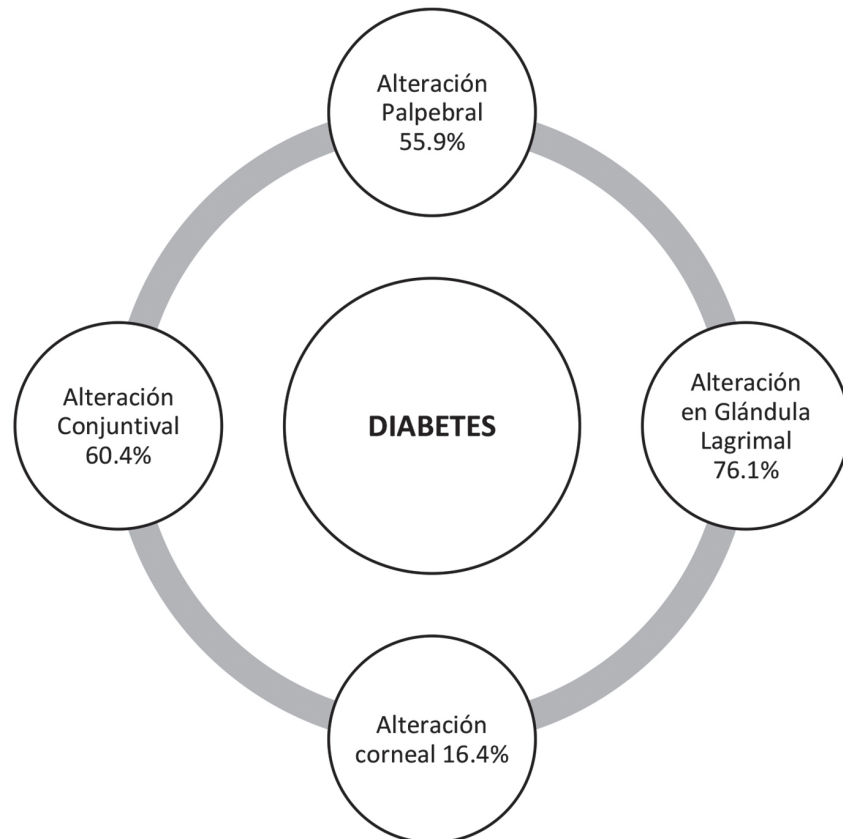 Alteración
Palpebral
55.9%
Alteración
Conjuntival
60.4%
DIABETES
Alteración
en Glándula
Lagrimal
76.1%
Alteración
corneal 16.4%